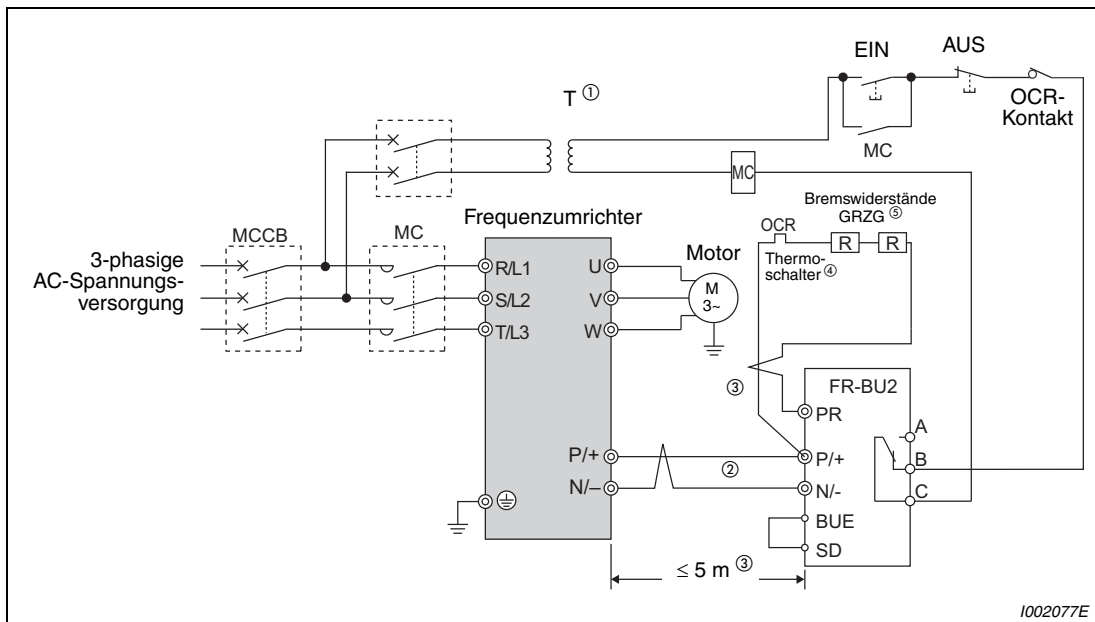 EIN
AUS
T ①
OCR-
Kontakt
MC
MC
Bremswiderstände
GRZG ⑤
OCR
R
R
Thermo-
schalter ④
Frequenzumrichter
MCCB
MC
Motor
3-phasige
AC-Spannungs-
versorgung
R/L1
S/L2
T/L3
U
V
W
M
3~
③
FR-BU2
PR
A
P/+
②
P/+
B
N/–
N/-
C
BUE
SD
≤ 5 m ③
I002077E